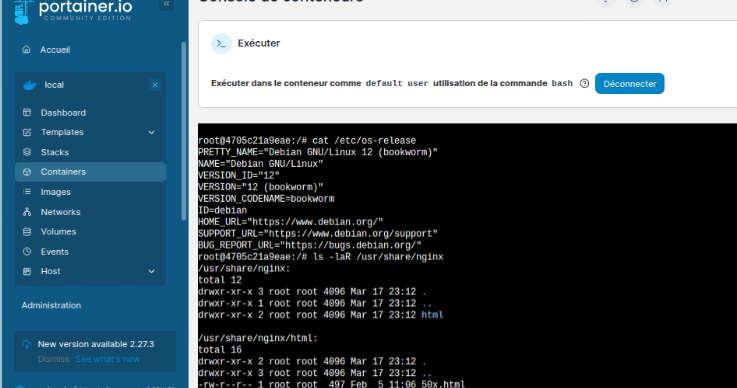 portainer.io
COMMUNITY EDITION
Accueil
local
Dashboard
Templates
Stacks
Containers
Images
Networks
Volumes
Events
Host
Administration
New version available 2.27.3
Dismiss See what's new
Exécuter
Exécuter dans le conteneur comme default user utilisation de la commande bash Déconnecter
root@4705c21a9eae:/# cat /etc/os-release
PRETTY_NAME="Debian GNU/Linux 12 (bookworm)"
NAME="Debian GNU/Linux"
VERSION_ID="12"
VERSION="12 (bookworm)"
VERSION_CODENAME=bookworm
ID=debian
HOME_URL="https://www.debian.org/"
SUPPORT_URL="https://www.debian.org/support"
BUG_REPORT_URL="https://bugs.debian.org/"
root@4705c21a9eae:/# ls -laR /usr/share/nginx
/usr/share/nginx:
total 12
drwxr-xr-x 3 root root 4096 Mar 17 23:12 .
drwxr-xr-x 1 root root 4096 Mar 17 23:12 ..
drwxr-xr-x 2 root root 4096 Mar 17 23:12 html
/usr/share/nginx/html:
total 16
drwxr-xr-x 2 root root 4096 Mar 17 23:12 .
drwxr-xr-x 3 root root 4096 Mar 17 23:12 ..
-rw-r--r-- 1 root root 497 Feb 5 11:06 50x.html